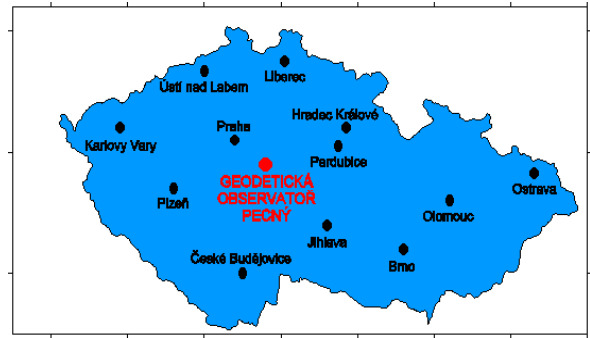 Liberec
Ústí nad Labem
Hradec Králové
Praha
Karlovy Vary
Pardubice
GEODETICKÁ
OBSERVATOŘ
PECNÝ
Ostrava
Plzeň
Olomouc
Jihlava
České Budějovice
Brno